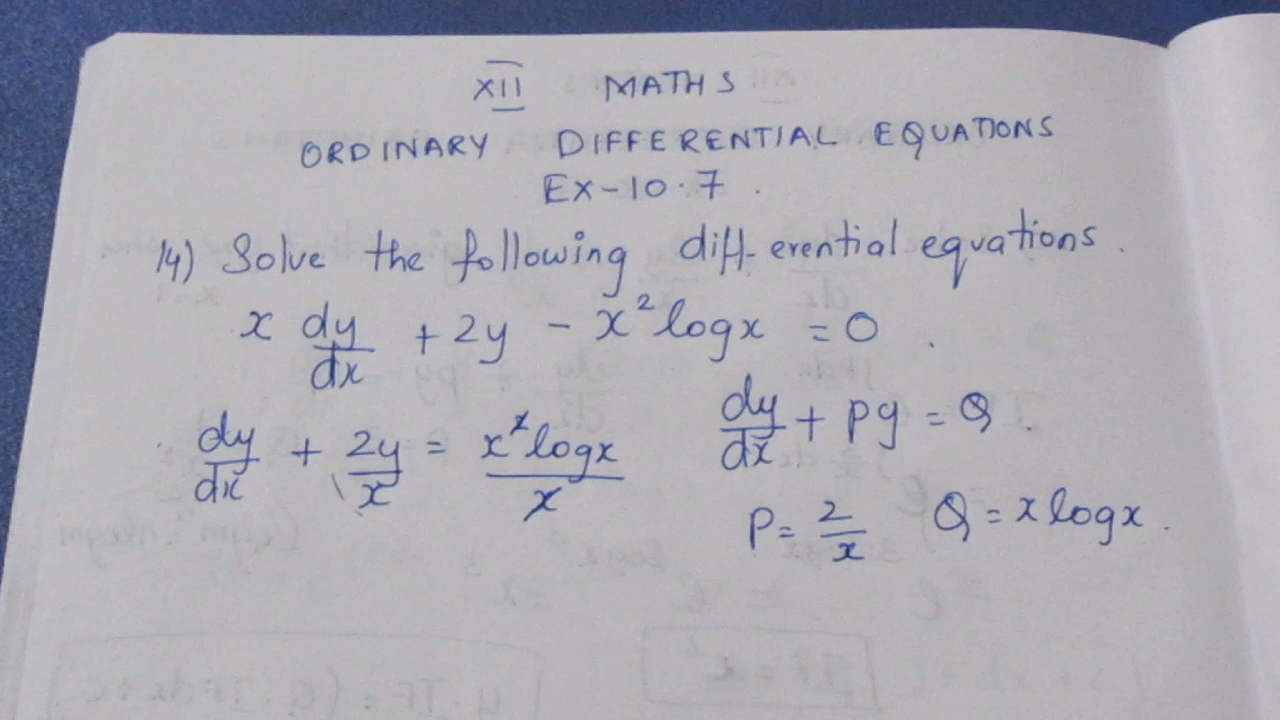 XII MATHS
ORDINARY DIFFERENTIAL EQUATIONS
EX-10.7.
14) Solve the following differential equations.
x dy/dx + 2y - x² log x = 0.
dy/dx + 2y/x = x² log x / x
dy/dx + py = Q.
P = 2/x Q = x log x.